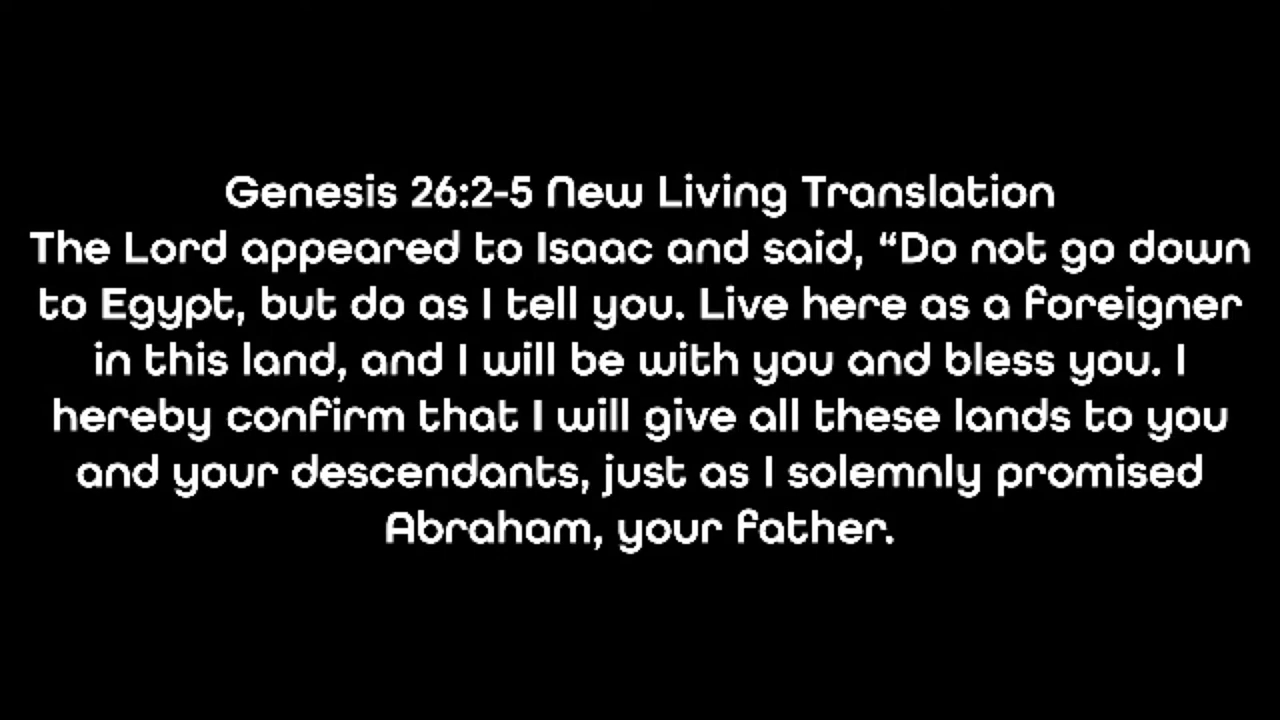 Genesis 26:2-5 New Living Translation
The Lord appeared to Isaac and said, “Do not go down
to Egypt, but do as I tell you. Live here as a foreigner
in this land, and I will be with you and bless you. I
hereby confirm that I will give all these lands to you
and your descendants, just as I solemnly promised
Abraham, your father.